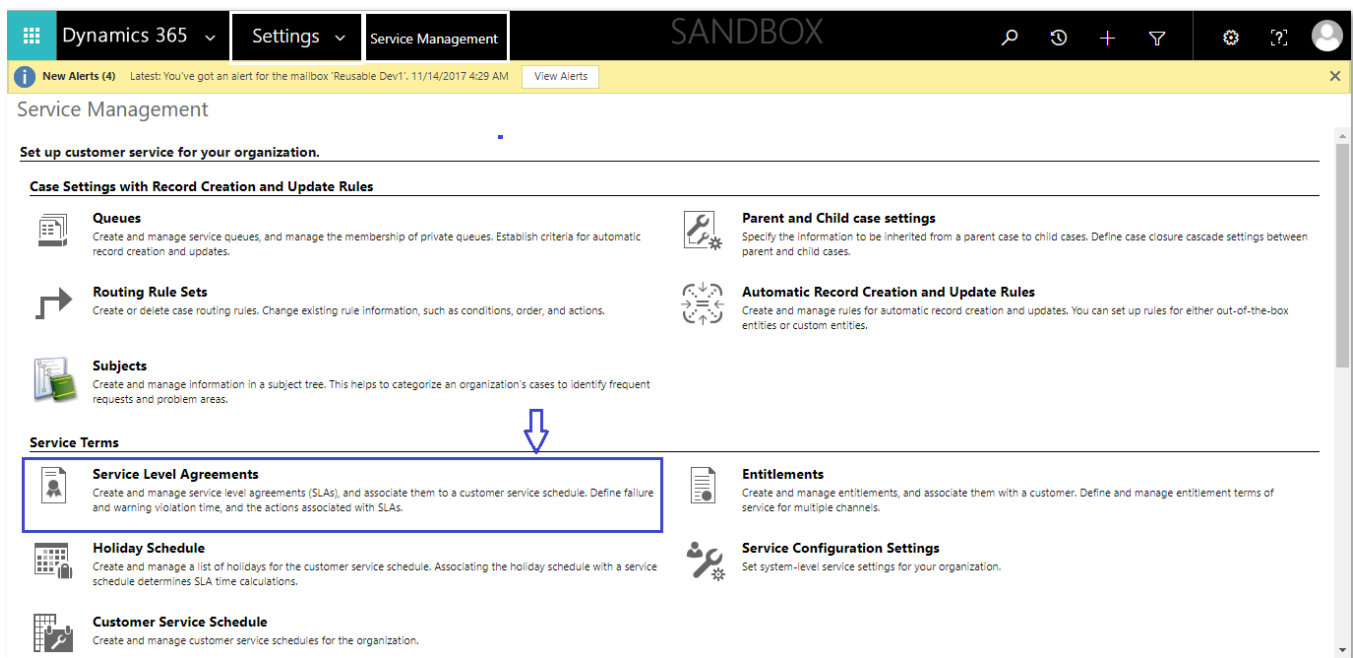 Dynamics 365 Settings Service Management SANDBOX [?]
New Alerts (4) Latest: You've got an alert for the mailbox 'Reusable Dev1'. 11/14/2017 4:29 AM View Alerts
Service Management
Set up customer service for your organization.
Case Settings with Record Creation and Update Rules
Queues
Create and manage service queues, and manage the membership of private queues. Establish criteria for automatic
record creation and updates.
Parent and Child case settings
Specify the information to be inherited from a parent case to child cases. Define case closure cascade settings between
parent and child cases.
Routing Rule Sets
Create or delete case routing rules. Change existing rule information, such as conditions, order, and actions.
Automatic Record Creation and Update Rules
Create and manage rules for automatic record creation and updates. You can set up rules for either out-of-the-box
entities or custom entities.
Subjects
Create and manage information in a subject tree. This helps to categorize an organization's cases to identify frequent
requests and problem areas.
Service Terms
Service Level Agreements
Create and manage service level agreements (SLAs), and associate them to a customer service schedule. Define failure
and warning violation time, and the actions associated with SLAs.
Entitlements
Create and manage entitlements, and associate them with a customer. Define and manage entitlement terms of
service for multiple channels.
Holiday Schedule
Create and manage a list of holidays for the customer service schedule. Associating the holiday schedule with a service
schedule determines SLA time calculations.
Service Configuration Settings
Set system-level service settings for your organization.
Customer Service Schedule
Create and manage customer service schedules for the organization.